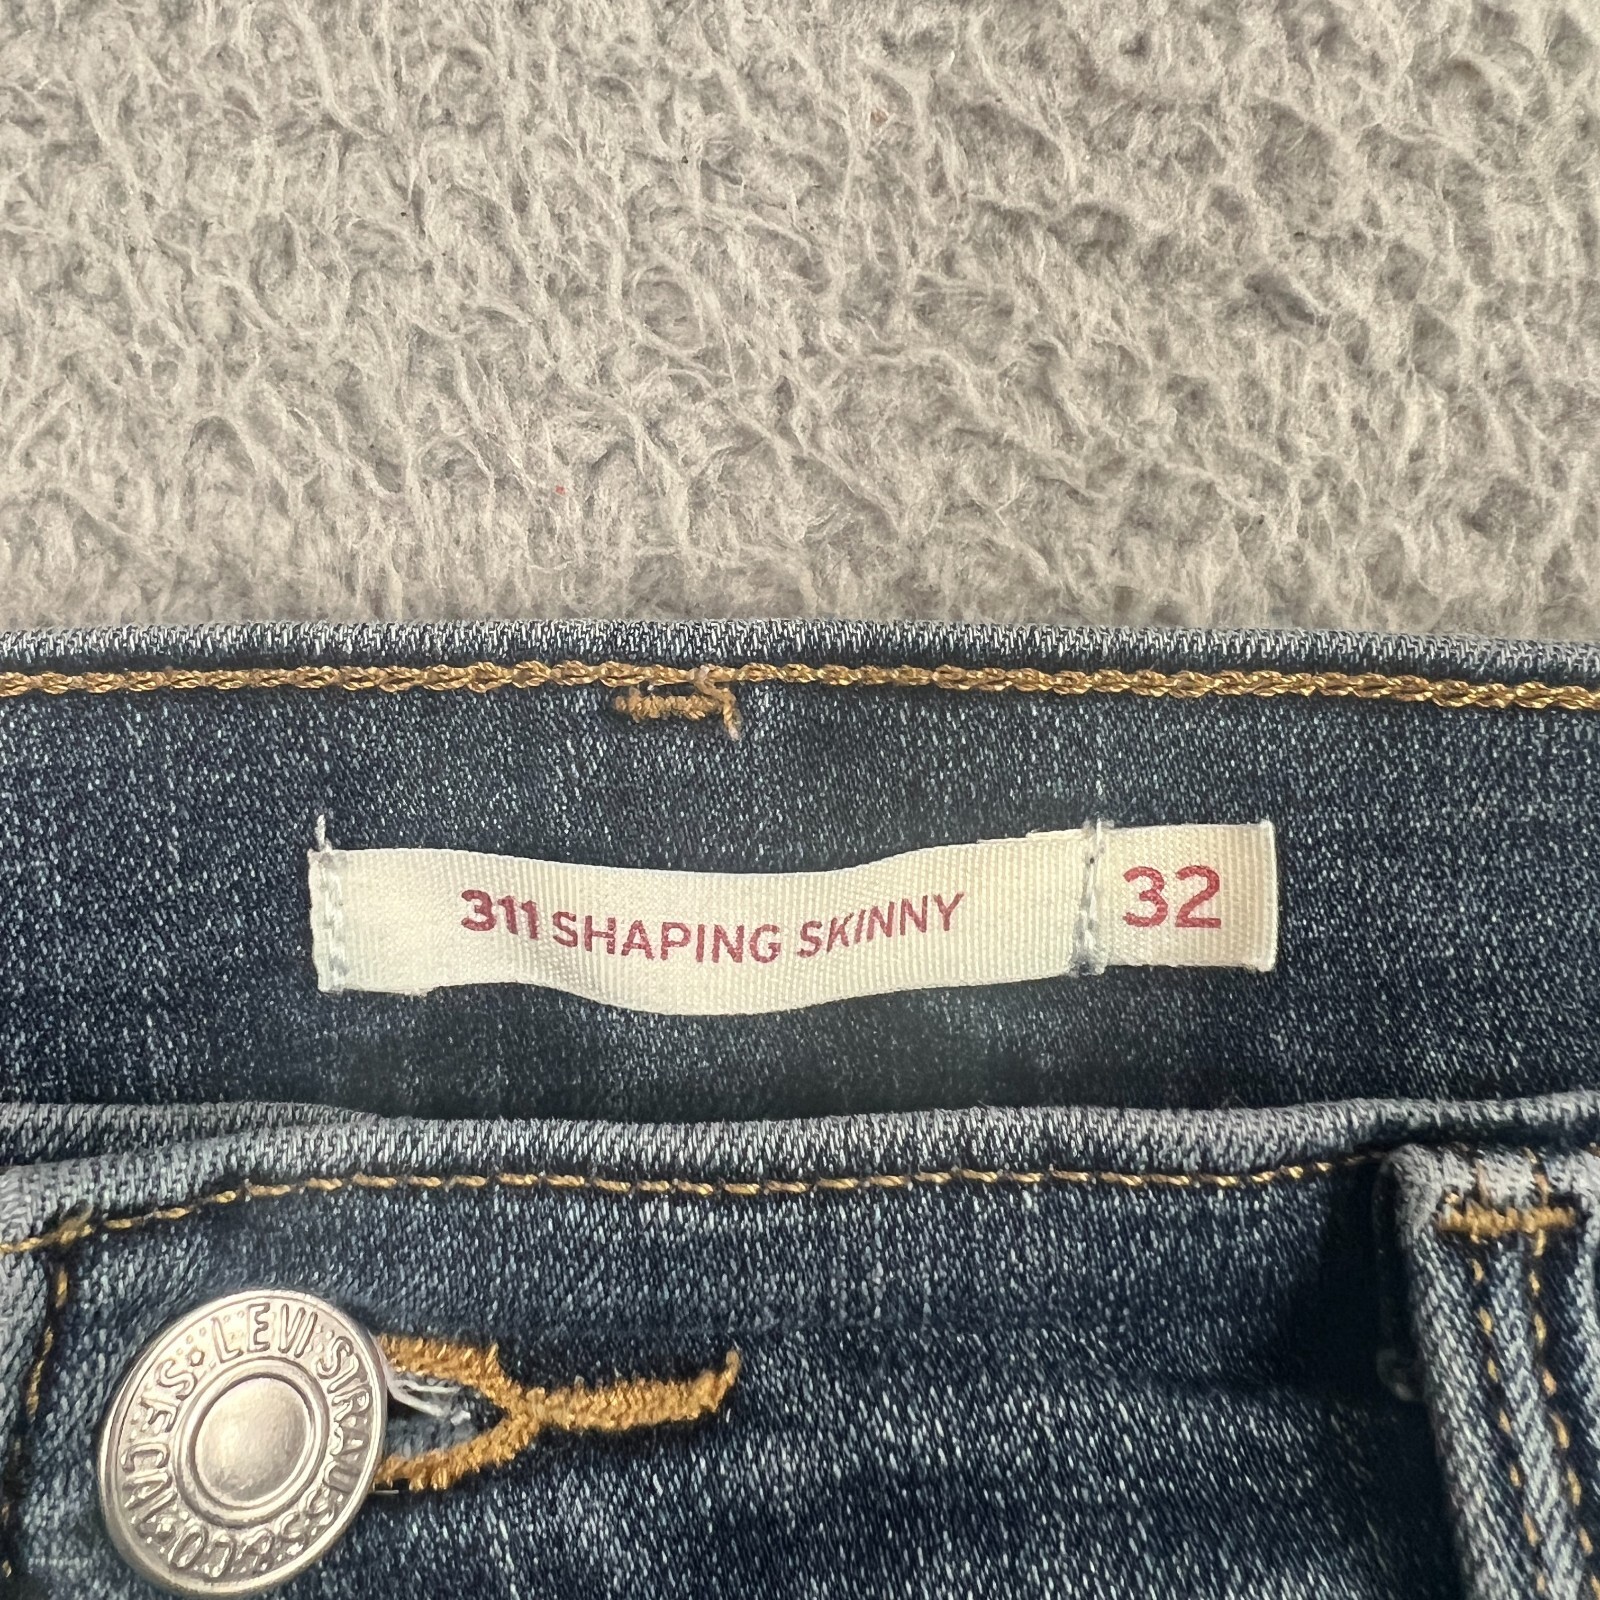 311 SHAPING SKINNY 32
LEVI STRAUSS & CO. S.F. CAL.